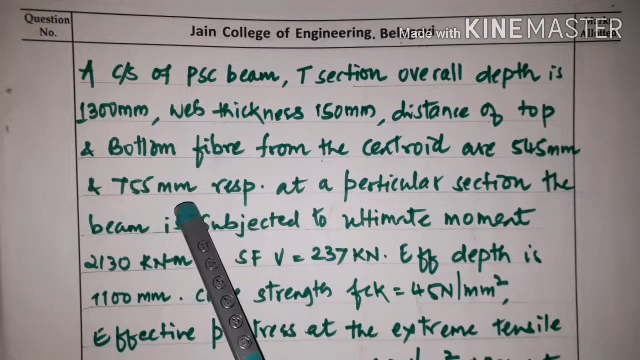 Question No.
Jain College of Engineering, Belagavi
Made with KINEMASTER
A c/s of PSC beam, T section overall depth is
1300mm, web thickness 150mm, distance of top
& Bottom fibre from the centroid are 545mm
& 755mm resp. at a perticular section the
beam is subjected to ultimate moment
2130 KN-m SF V = 237KN. Eff depth is
1100mm. strength fck = 45N/mm²,
Effective at the extreme tensile